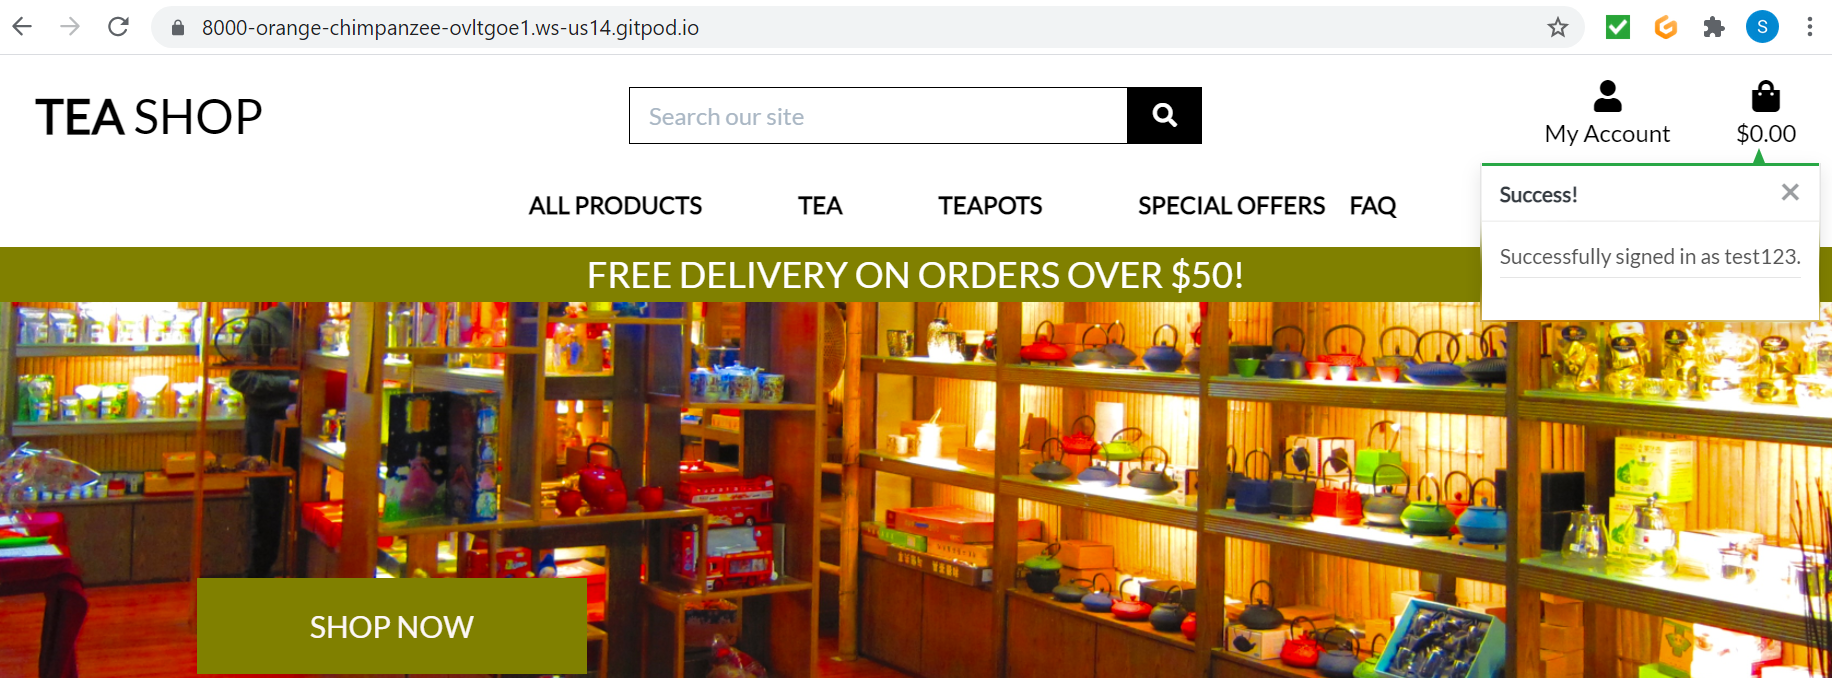 8000-orange-chimpanzee-ovltgoe1.ws-us14.gitpod.io
S
TEA SHOP
Search our site
My Account
$0.00
ALL PRODUCTS TEA TEAPOTS SPECIAL OFFERS FAQ
Success!
Successfully signed in as test123.
FREE DELIVERY ON ORDERS OVER $50!
SHOP NOW